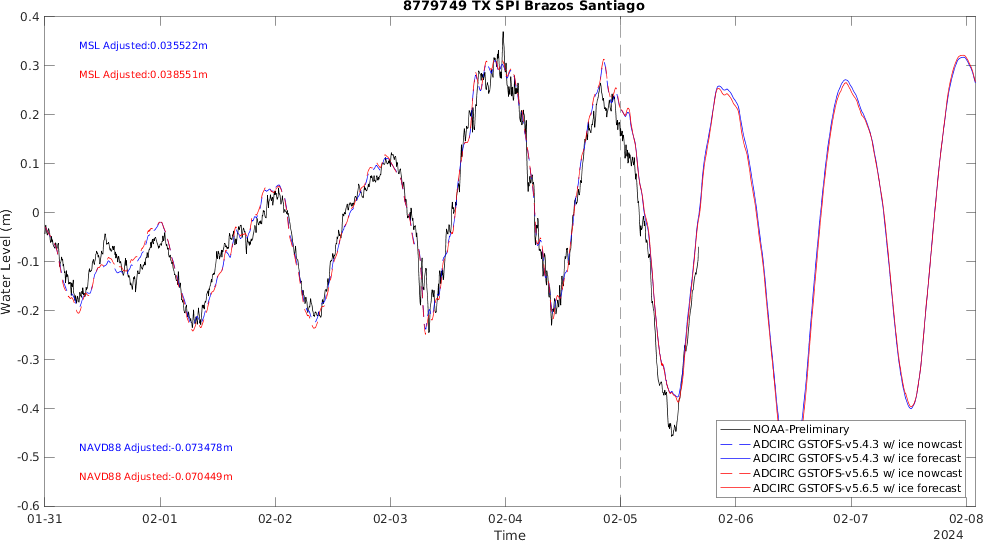 8779749 TX SPI Brazos Santiago
0.4
MSL Adjusted:0.035522m
0.3
MSL Adjusted:0.038551m
0.2
0.1
0
-0.1
-0.2
-0.3
-0.4
-0.5
-0.6
Water Level (m)
NAVD88 Adjusted:-0.073478m
NAVD88 Adjusted:-0.070449m
NOAA-Preliminary
ADCIRC GSTOFS-v5.4.3 w/ ice nowcast
ADCIRC GSTOFS-v5.4.3 w/ ice forecast
ADCIRC GSTOFS-v5.6.5 w/ ice nowcast
ADCIRC GSTOFS-v5.6.5 w/ ice forecast
01-31 02-01 02-02 02-03 02-04 02-05 02-06 02-07 02-08
Time
2024